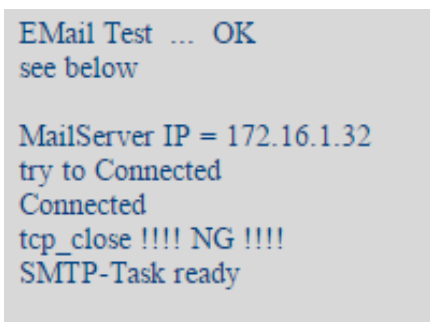 EMail Test ... OK
see below
MailServer IP = 172.16.1.32
try to Connected
Connected
tcp_close !!!! NG !!!!
SMTP-Task ready